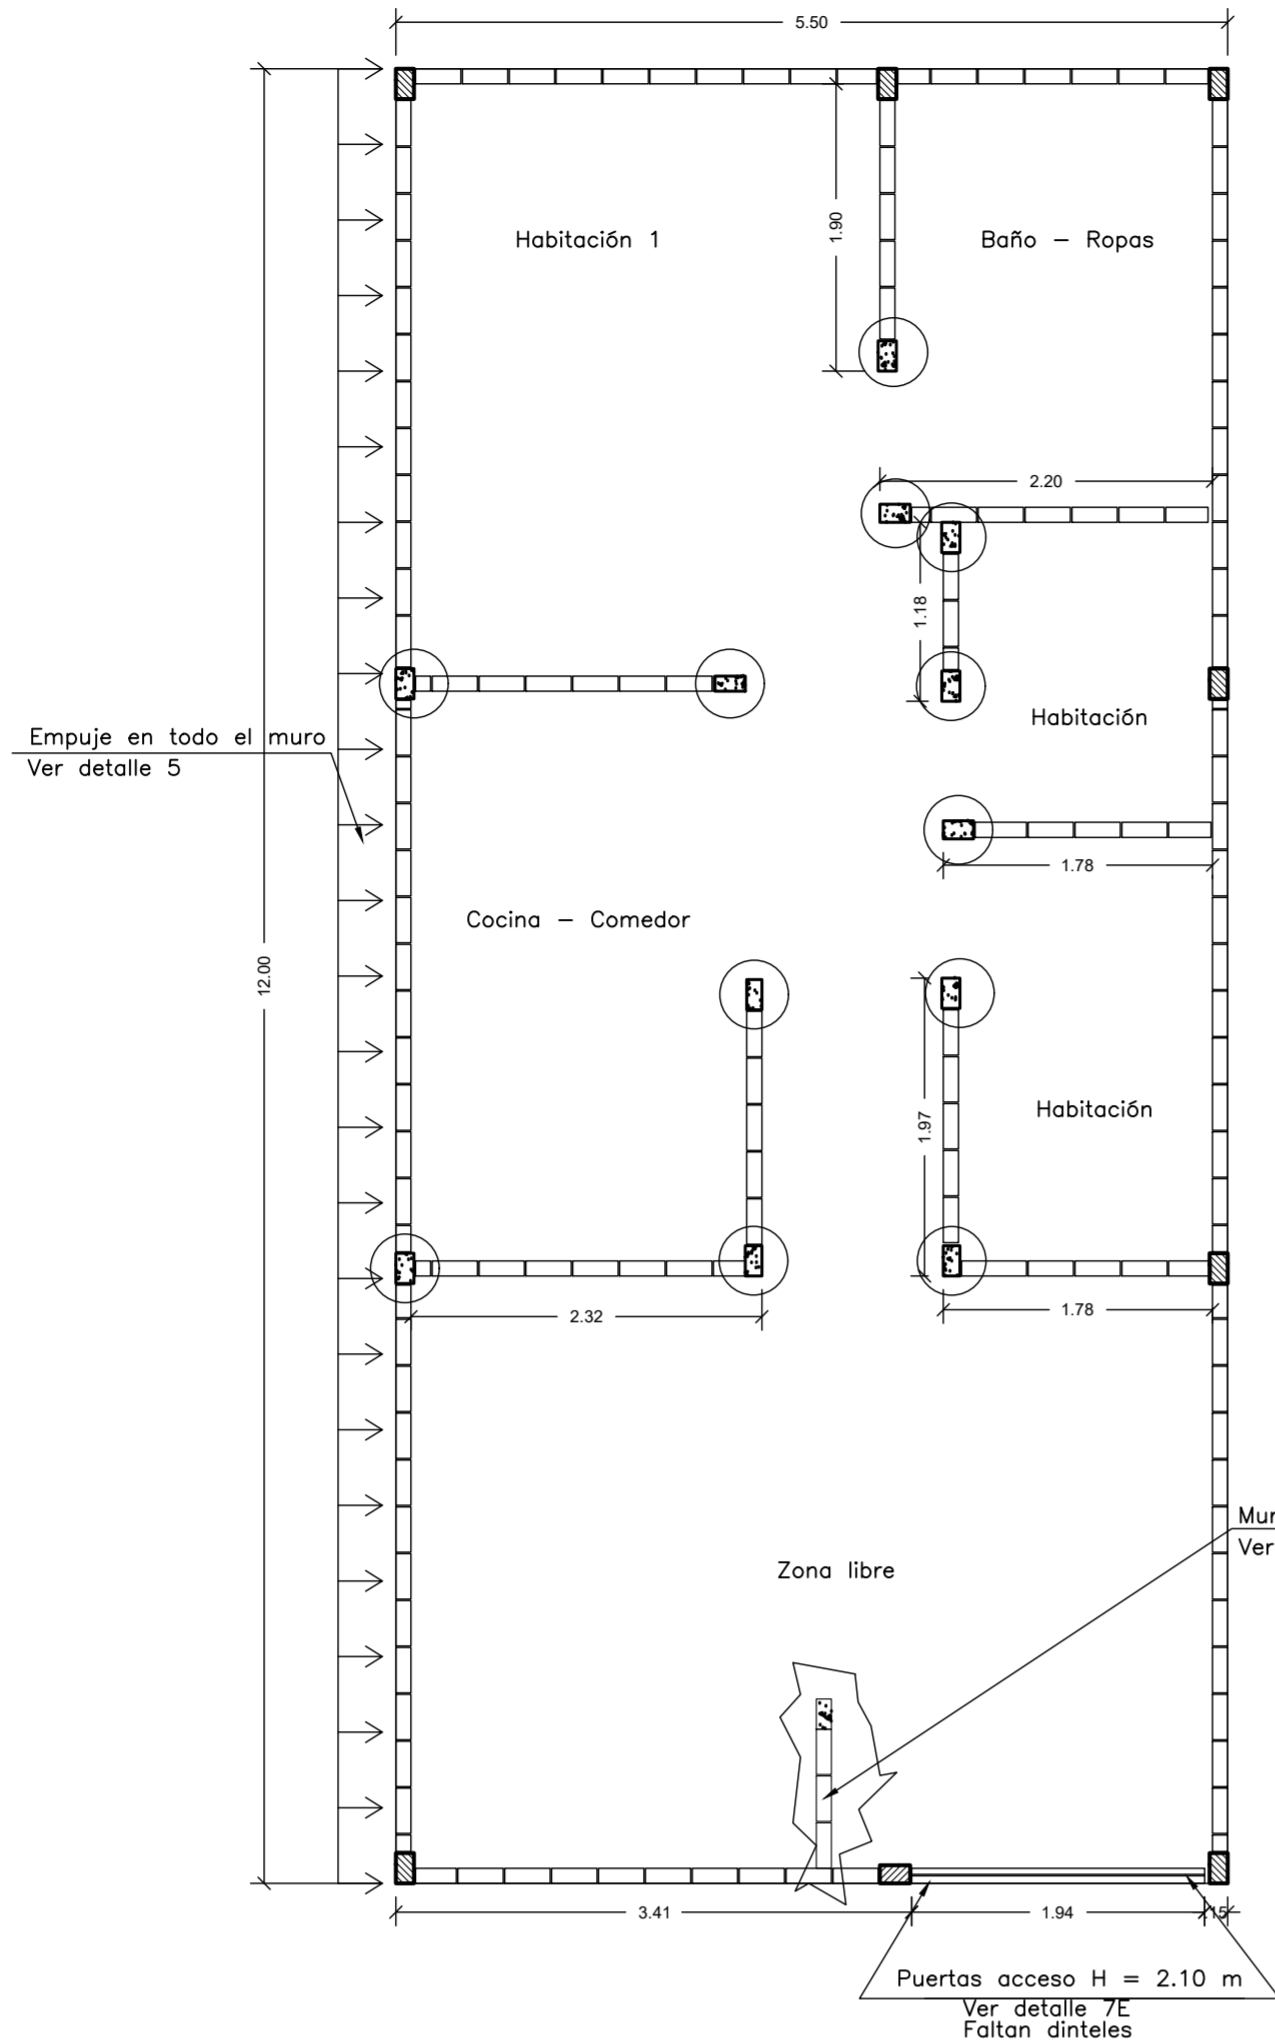 5.50
Habitación 1
1.90
Baño – Ropas
2.20
1.18
Habitación
Empuje en todo el muro
Ver detalle 5
1.78
Cocina – Comedor
12.00
1.97
Habitación
2.32
1.78
Ver
Zona libre
3.41
1.94
.15
Puertas acceso H = 2.10 m
Ver detalle 7E
Faltan dinteles